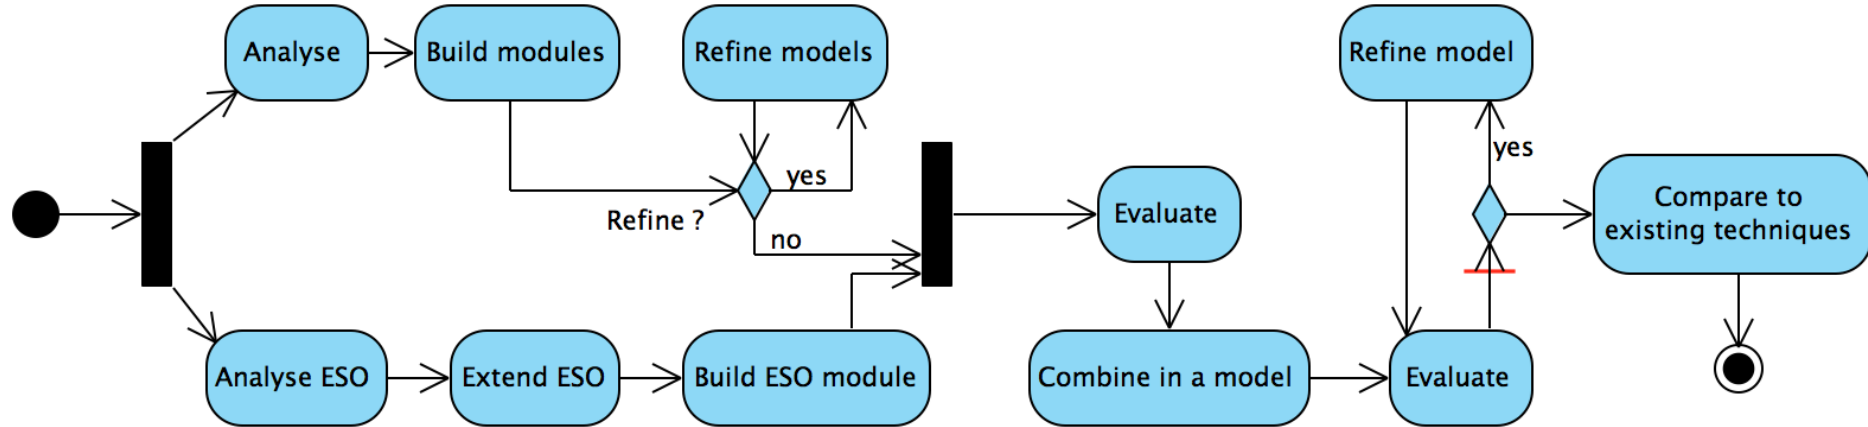 Analyse
Build modules
Refine models
Refine model
yes
yes
Refine ?
no
Evaluate
Compare to
existing techniques
Analyse ESO
Extend ESO
Build ESO module
Combine in a model
Evaluate